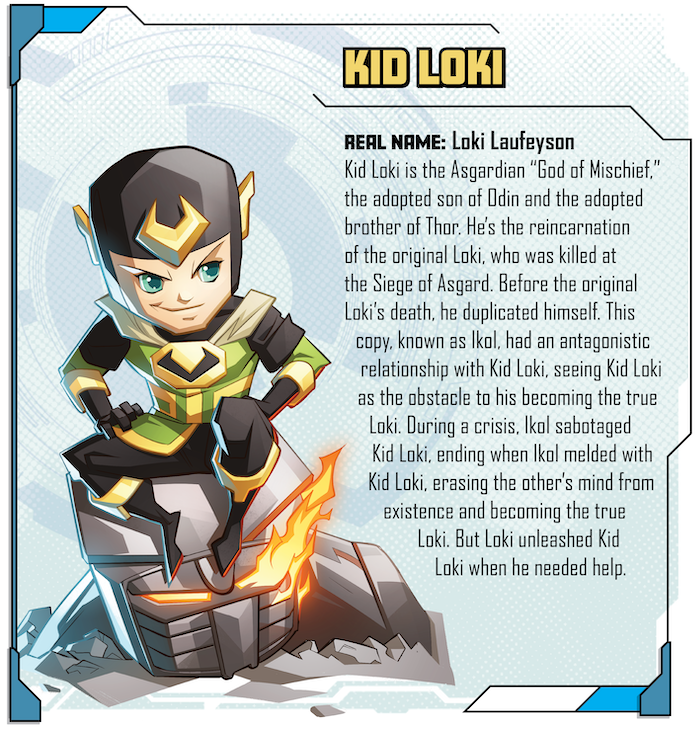 KID LOKI
REAL NAME: Loki Laufeyson
Kid Loki is the Asgardian “God of Mischief,”
the adopted son of Odin and the adopted
brother of Thor. He’s the reincarnation
of the original Loki, who was killed at
the Siege of Asgard. Before the original
Loki’s death, he duplicated himself. This
copy, known as Ikol, had an antagonistic
relationship with Kid Loki, seeing Kid Loki
as the obstacle to his becoming the true
Loki. During a crisis, Ikol sabotaged
Kid Loki, ending when Ikol melded with
Kid Loki, erasing the other’s mind from
existence and becoming the true
Loki. But Loki unleashed Kid
Loki when he needed help.